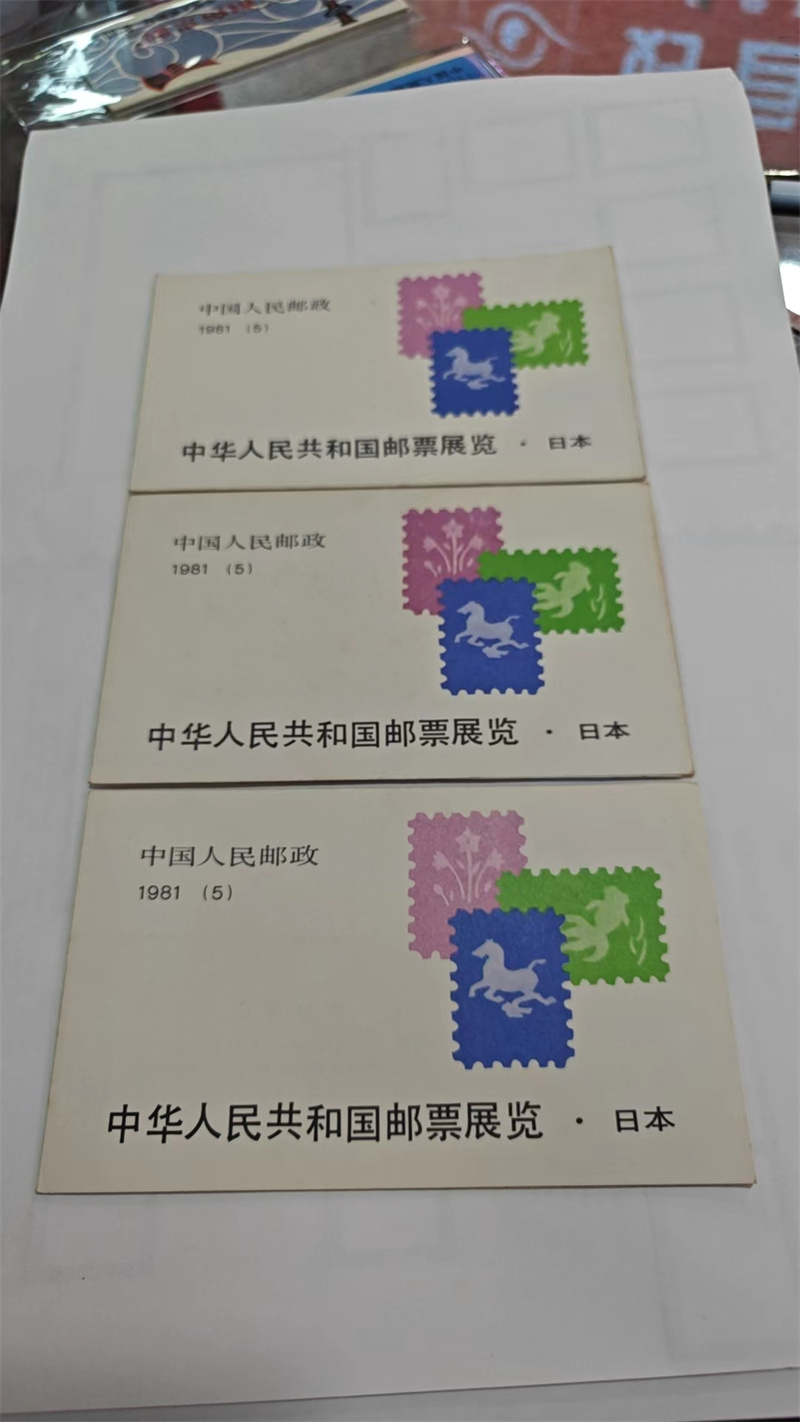 中国人民邮政
1981 (5)
中华人民共和国邮票展览 · 日本
中国人民邮政
1981 (5)
中华人民共和国邮票展览 · 日本
中国人民邮政
1981 (5)
中华人民共和国邮票展览 · 日本